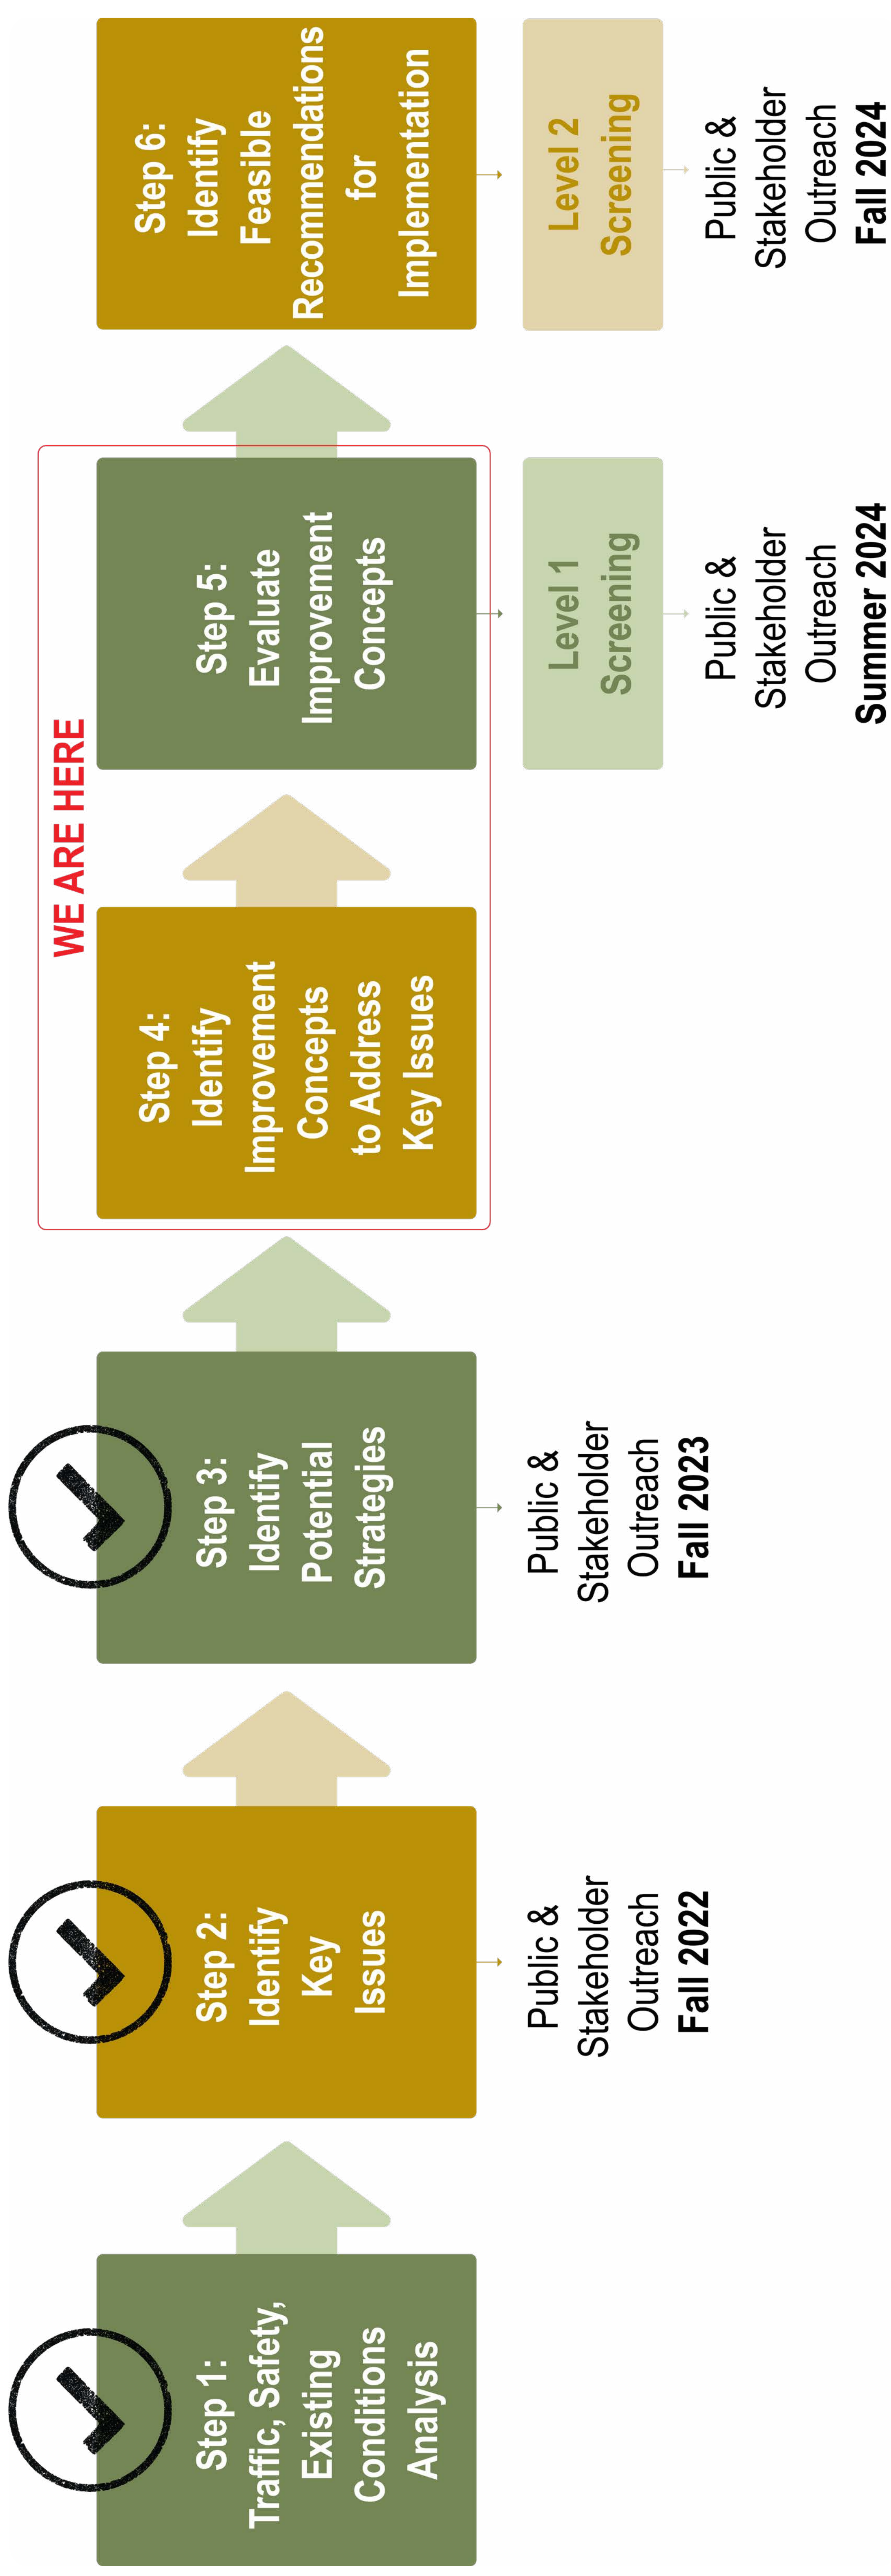 WE ARE HERE
Step 1:
Traffic, Safety,
Existing
Conditions
Analysis
Step 2:
Identify
Key
Issues
Public &
Stakeholder
Outreach
Fall 2022
Step 3:
Identify
Potential
Strategies
Public &
Stakeholder
Outreach
Fall 2023
Step 4:
Identify
Improvement
Concepts
to Address
Key Issues
Step 5:
Evaluate
Improvement
Concepts
Level 1
Screening
Public &
Stakeholder
Outreach
Summer 2024
Step 6:
Identify
Feasible
Recommendations
for
Implementation
Level 2
Screening
Public &
Stakeholder
Outreach
Fall 2024